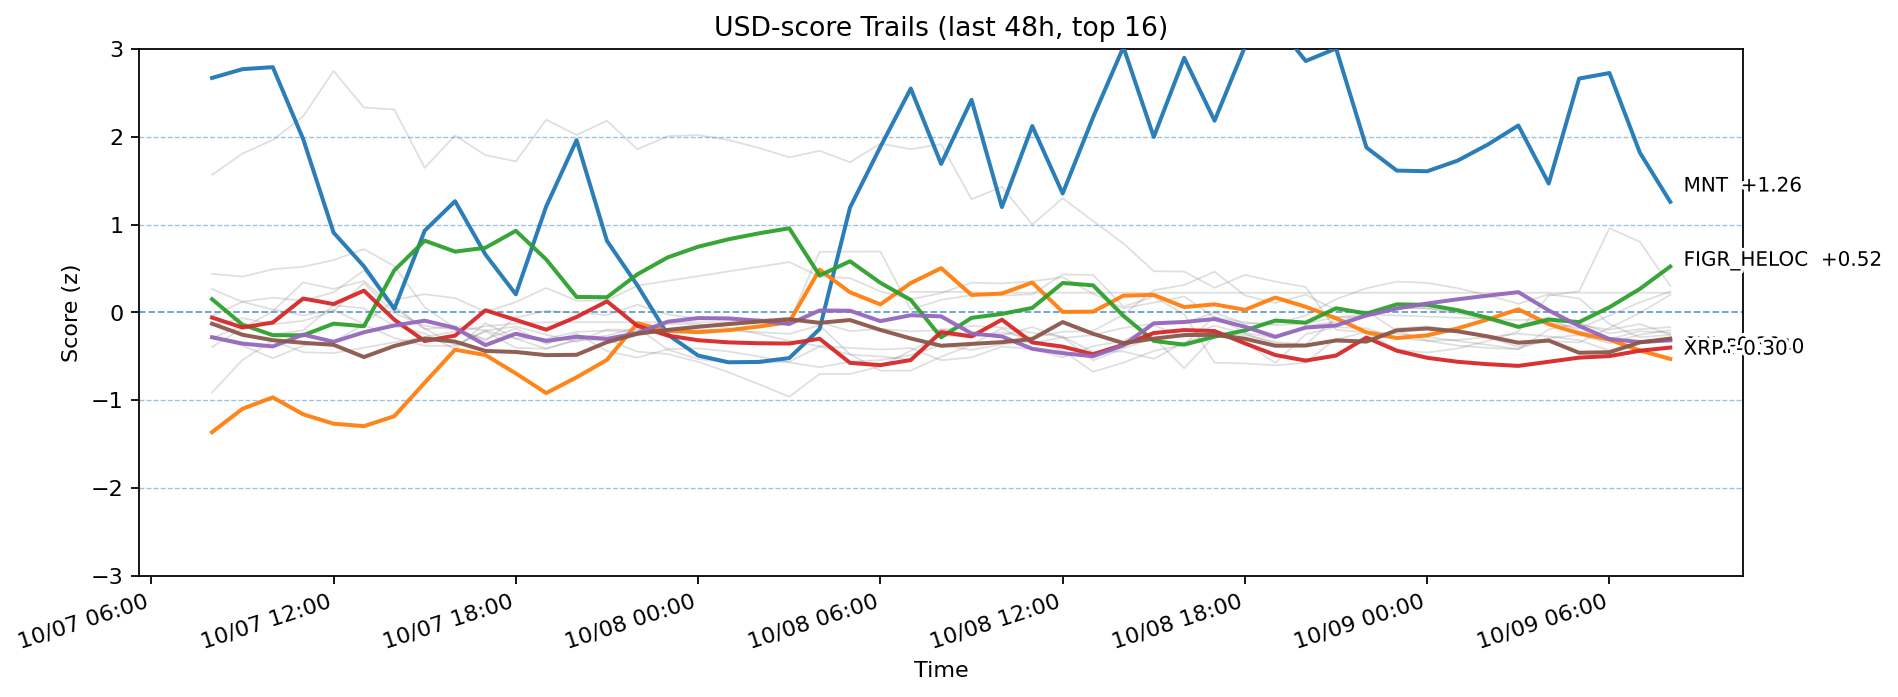 USD-score Trails (last 48h, top 16)
Score (z)
3
2
1
0
−1
−2
−3
MNT +1.26
FIGR_HELOC +0.52
XRP -0.30
10/07 06:00
10/07 12:00
10/07 18:00
10/08 00:00
10/08 06:00
10/08 12:00
10/08 18:00
10/09 00:00
10/09 06:00
Time